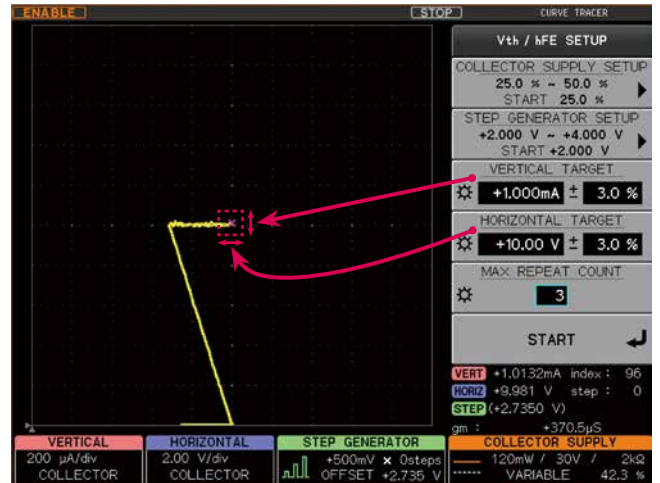 ENABLE
STOP
CURVE TRACER
Vth / hFE SETUP
COLLECTOR SUPPLY SETUP
25.0 % ~ 50.0 %
START 25.0 %
STEP GENERATOR SETUP
+2.000 V ~ +4.000 V
START +2.000 V
VERTICAL TARGET
+1.000mA ± 3.0 %
HORIZONTAL TARGET
+10.00 V ± 3.0 %
MAX REPEAT COUNT
3
START
VERT +1.0132mA index : 96
HORIZ +9.981 V step : 0
STEP (+2.7350 V)
gm : +370.5µS
VERTICAL
200 µA/div
COLLECTOR
HORIZONTAL
2.00 V/div
COLLECTOR
STEP GENERATOR
+500mV × 0steps
OFFSET +2.735 V
COLLECTOR SUPPLY
120mW / 30V / 2kΩ
VARIABLE 42.3 %